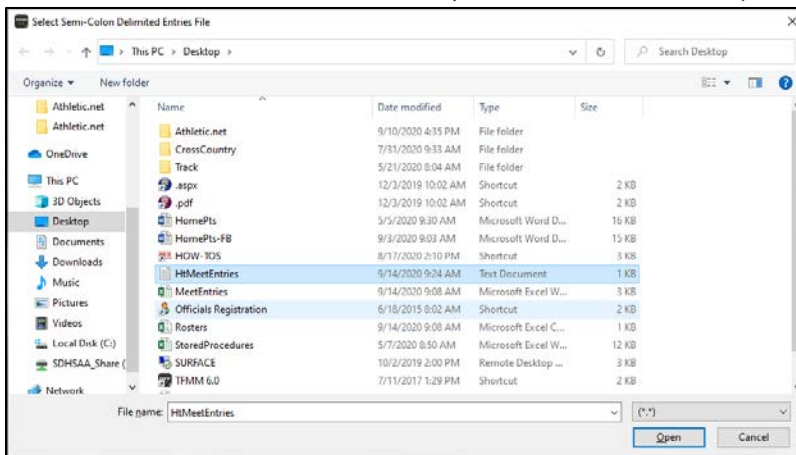 Select Semi-Colon Delimited Entries File
This PC > Desktop >
Search Desktop
Organize
New folder
Athletic.net
Athletic.net
OneDrive
This PC
3D Objects
Desktop
Documents
Downloads
Music
Pictures
Videos
Local Disk (C:)
SDHSAA_Share (
Network
Name Date modified Type Size
Athletic.net 9/10/2020 4:35 PM File folder
CrossCountry 7/31/2020 9:33 AM File folder
Track 5/21/2020 8:04 AM File folder
.aspx 12/3/2019 10:02 AM Shortcut 2 KB
.pdf 12/3/2019 10:02 AM Shortcut 2 KB
HomePts 5/5/2020 9:30 AM Microsoft Word D... 16 KB
HomePts-FB 9/3/2020 9:03 AM Microsoft Word D... 15 KB
HOW-TOS 8/17/2020 2:10 PM Shortcut 3 KB
HtMeetEntries 9/14/2020 9:24 AM Text Document 1 KB
MeetEntries 9/14/2020 9:08 AM Microsoft Excel W... 3 KB
Officials Registration 6/18/2015 8:02 AM Shortcut 2 KB
Rosters 9/14/2020 9:08 AM Microsoft Excel C... 1 KB
StoredProcedures 5/7/2020 8:50 AM Microsoft Excel W... 12 KB
SURFACE 10/2/2019 2:00 PM Remote Desktop ... 3 KB
TFMM 6.0 7/11/2017 1:29 PM Shortcut 2 KB
File name: HtMeetEntries
(*.*)
Open
Cancel